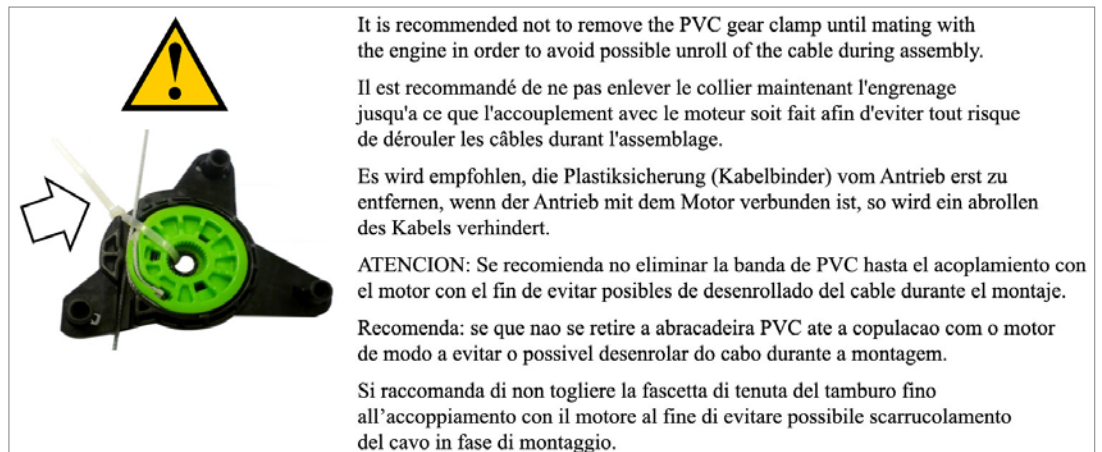 It is recommended not to remove the PVC gear clamp until mating with
the engine in order to avoid possible unroll of the cable during assembly.
Il est recommandé de ne pas enlever le collier maintenant l'engrenage
jusqu'a ce que l'accouplement avec le moteur soit fait afin d'eviter tout risque
de dérouler les câbles durant l'assemblage.
Es wird empfohlen, die Plastiksicherung (Kabelbinder) vom Antrieb erst zu
entfernen, wenn der Antrieb mit dem Motor verbunden ist, so wird ein abrollen
des Kabels verhindert.
ATENCION: Se recomienda no eliminar la banda de PVC hasta el acoplamiento con
el motor con el fin de evitar posibles de desenrollado del cable durante el montaje.
Recomenda: se que nao se retire a abracadeira PVC ate a copulacao com o motor
de modo a evitar o possivel desenrolar do cabo durante a montagem.
Si raccomanda di non togliere la fascetta di tenuta del tamburo fino
all’accoppiamento con il motore al fine di evitare possibile scarrucolamento
del cavo in fase di montaggio.